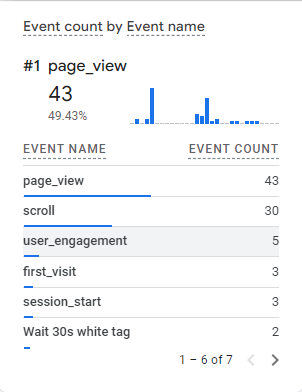 Event count by Event name
#1 page_view
43
49.43%
EVENT NAME EVENT COUNT
page_view 43
scroll 30
user_engagement 5
first_visit 3
session_start 3
Wait 30s white tag 2
1 – 6 of 7